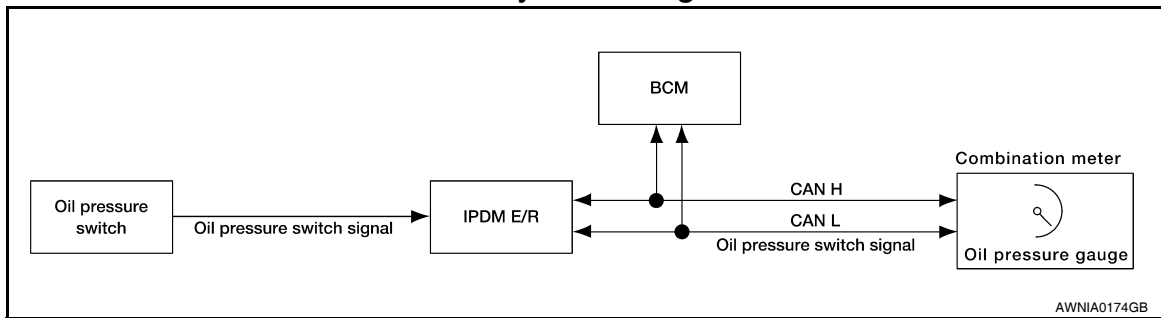 BCM
Combination meter
Oil pressure
switch
Oil pressure switch signal
IPDM E/R
CAN H
CAN L
Oil pressure switch signal
Oil pressure gauge
AWNIA0174GB